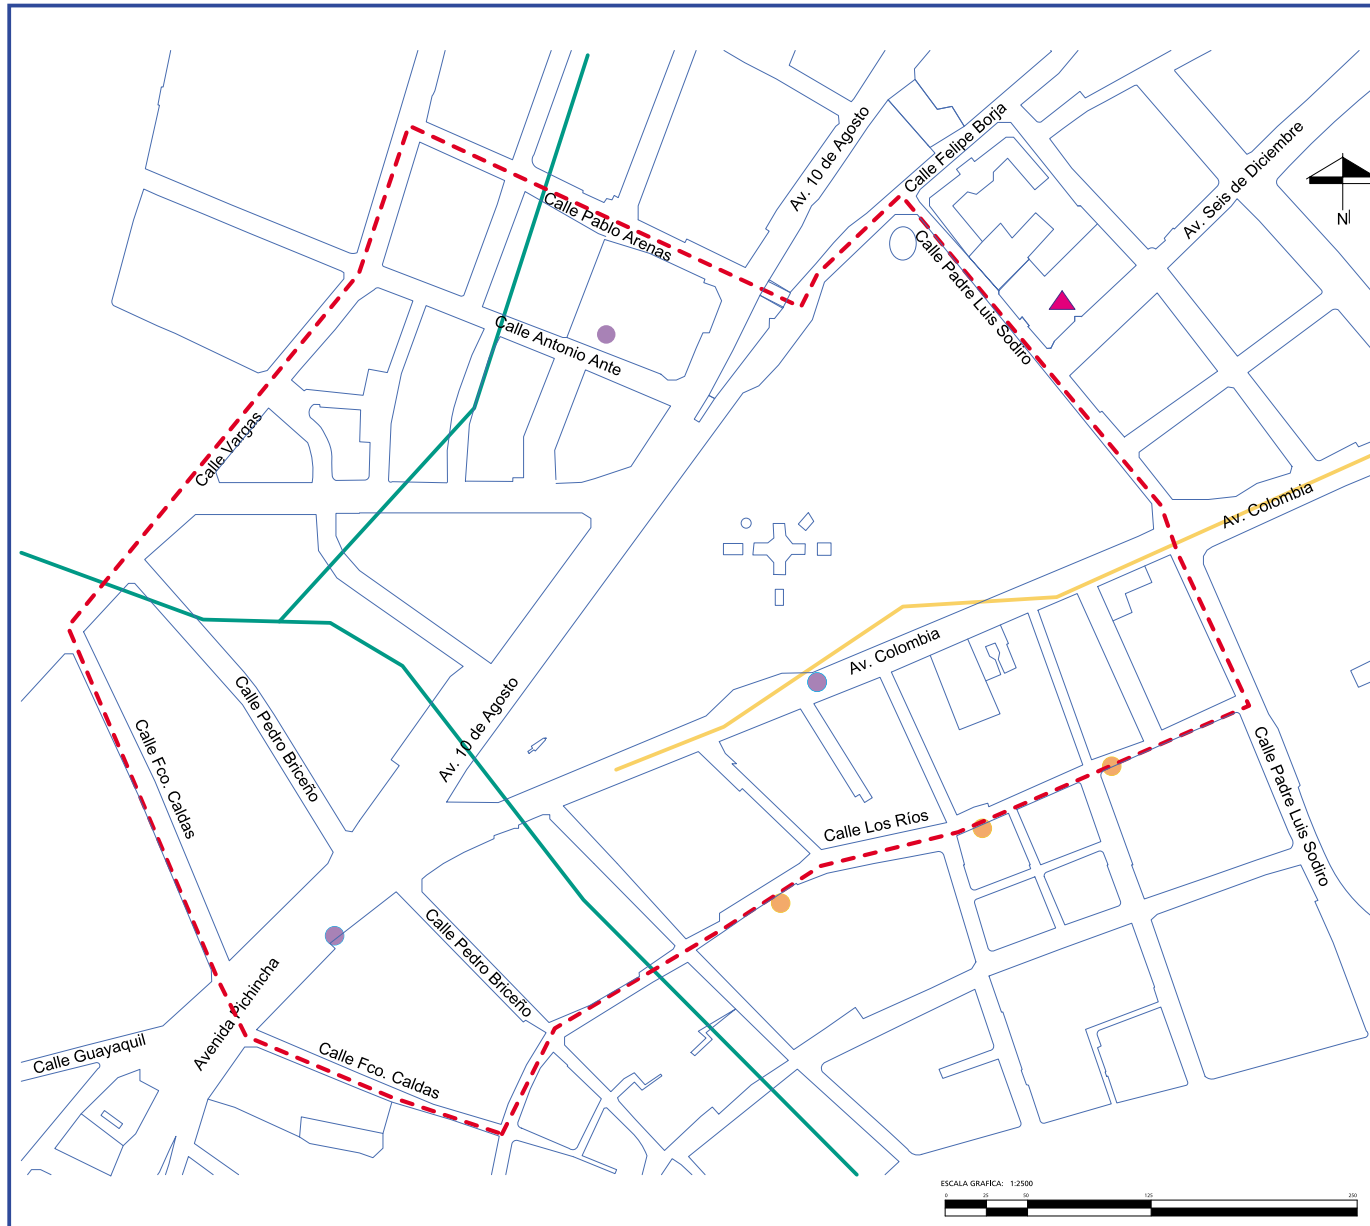 Av. 10 de Agosto
Calle Felipe Borja
Av. Seis de Diciembre
N
Calle Pablo Arenas
Calle Padre Luis Sodiro
Calle Antonio Ante
Calle Vargas
Av. Colombia
Av. Colombia
Calle Pedro Briceño
Av. 10 de Agosto
Calle Fco. Caldas
Calle Los Ríos
Calle Padre Luis Sodiro
Calle Pedro Briceño
Avenida Pichincha
Calle Guayaquil
Calle Fco. Caldas
ESCALA GRAFICA: 1:2500
0 25 50 125 250